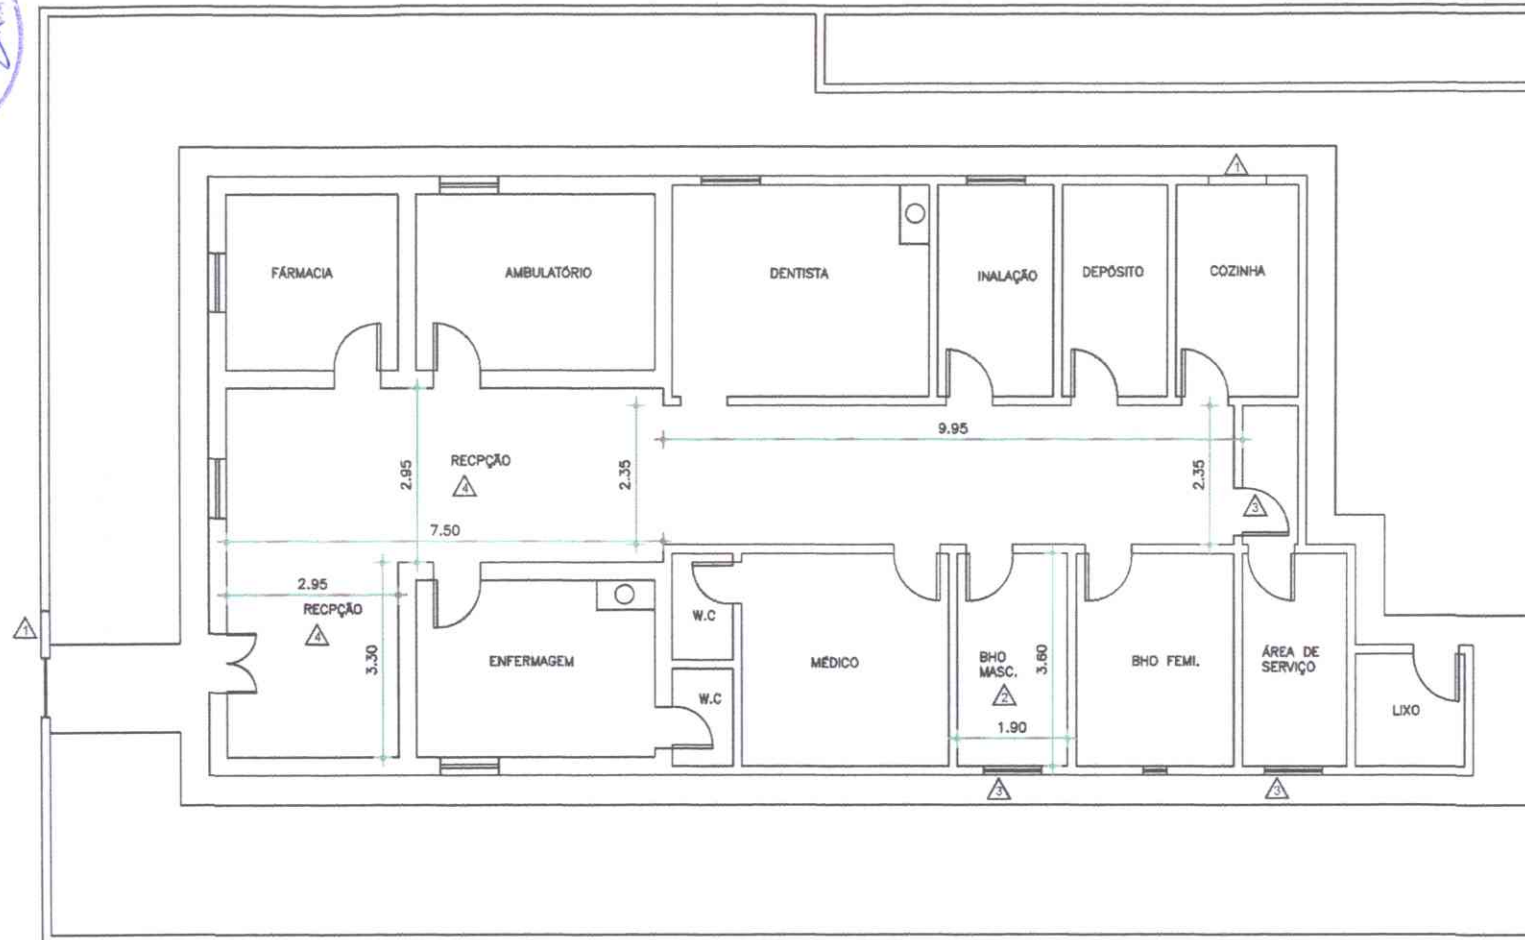 1
FÁRMACIA
AMBULATÓRIO
DENTISTA
INALAÇÃO
DEPÓSITO
COZINHA
9.95
2.95
RECPÇÃO
4
2.35
2.35
3
7.50
2.95
RECPÇÃO
4
3.30
1
ENFERMAGEM
W.C
W.C
MÉDICO
BHO
MASC.
2
3.60
1.90
BHO FEMI.
ÁREA DE
SERVIÇO
LIXO
3
3